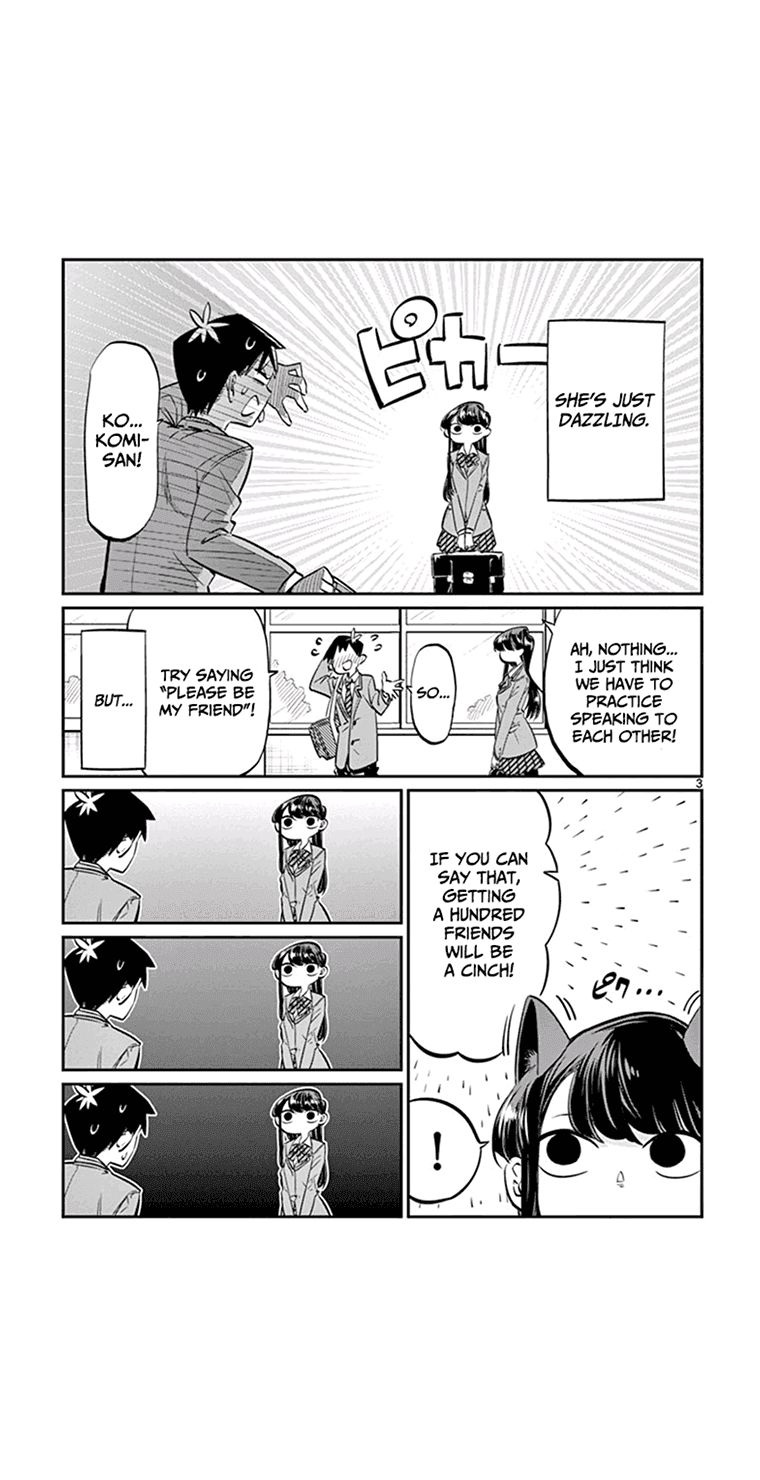 SHE'S JUST
DAZZLING.
ピカー
KO...
KOMI-
SAN!
AH, NOTHING...
I JUST THINK
WE HAVE TO
PRACTICE
SPEAKING TO
EACH OTHER!
SO...
TRY SAYING
"PLEASE BE
MY FRIEND"!
BUT...
3
IF YOU CAN
SAY THAT,
GETTING
A HUNDRED
FRIENDS
WILL BE
A CINCH!
ピク...
!